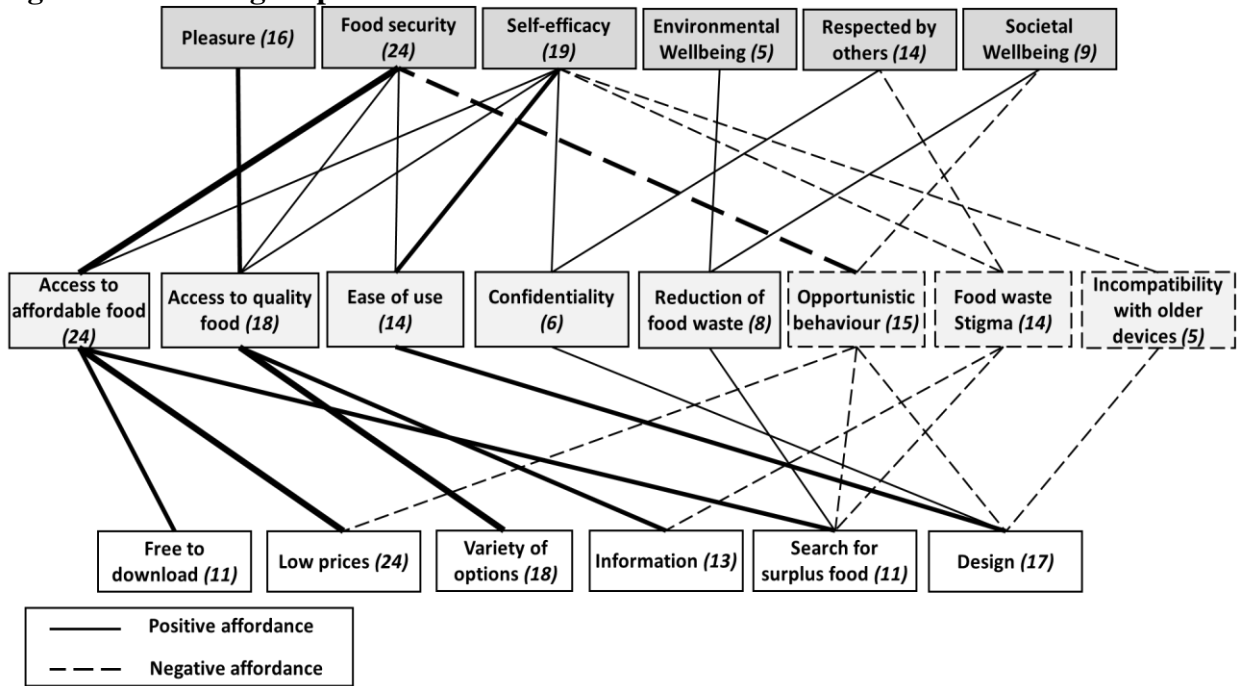 Pleasure (16)
Food security
(24)
Self-efficacy
(19)
Environmental
Wellbeing (5)
Respected by
others (14)
Societal
Wellbeing (9)
Access to
affordable food
(24)
Access to quality
food (18)
Ease of use
(14)
Confidentiality
(6)
Reduction of
food waste (8)
Opportunistic
behaviour (15)
Food waste
Stigma (14)
Incompatibility
with older
devices (5)
Free to
download (11)
Low prices (24)
Variety of
options (18)
Information (13)
Search for
surplus food (11)
Design (17)
Positive affordance
Negative affordance